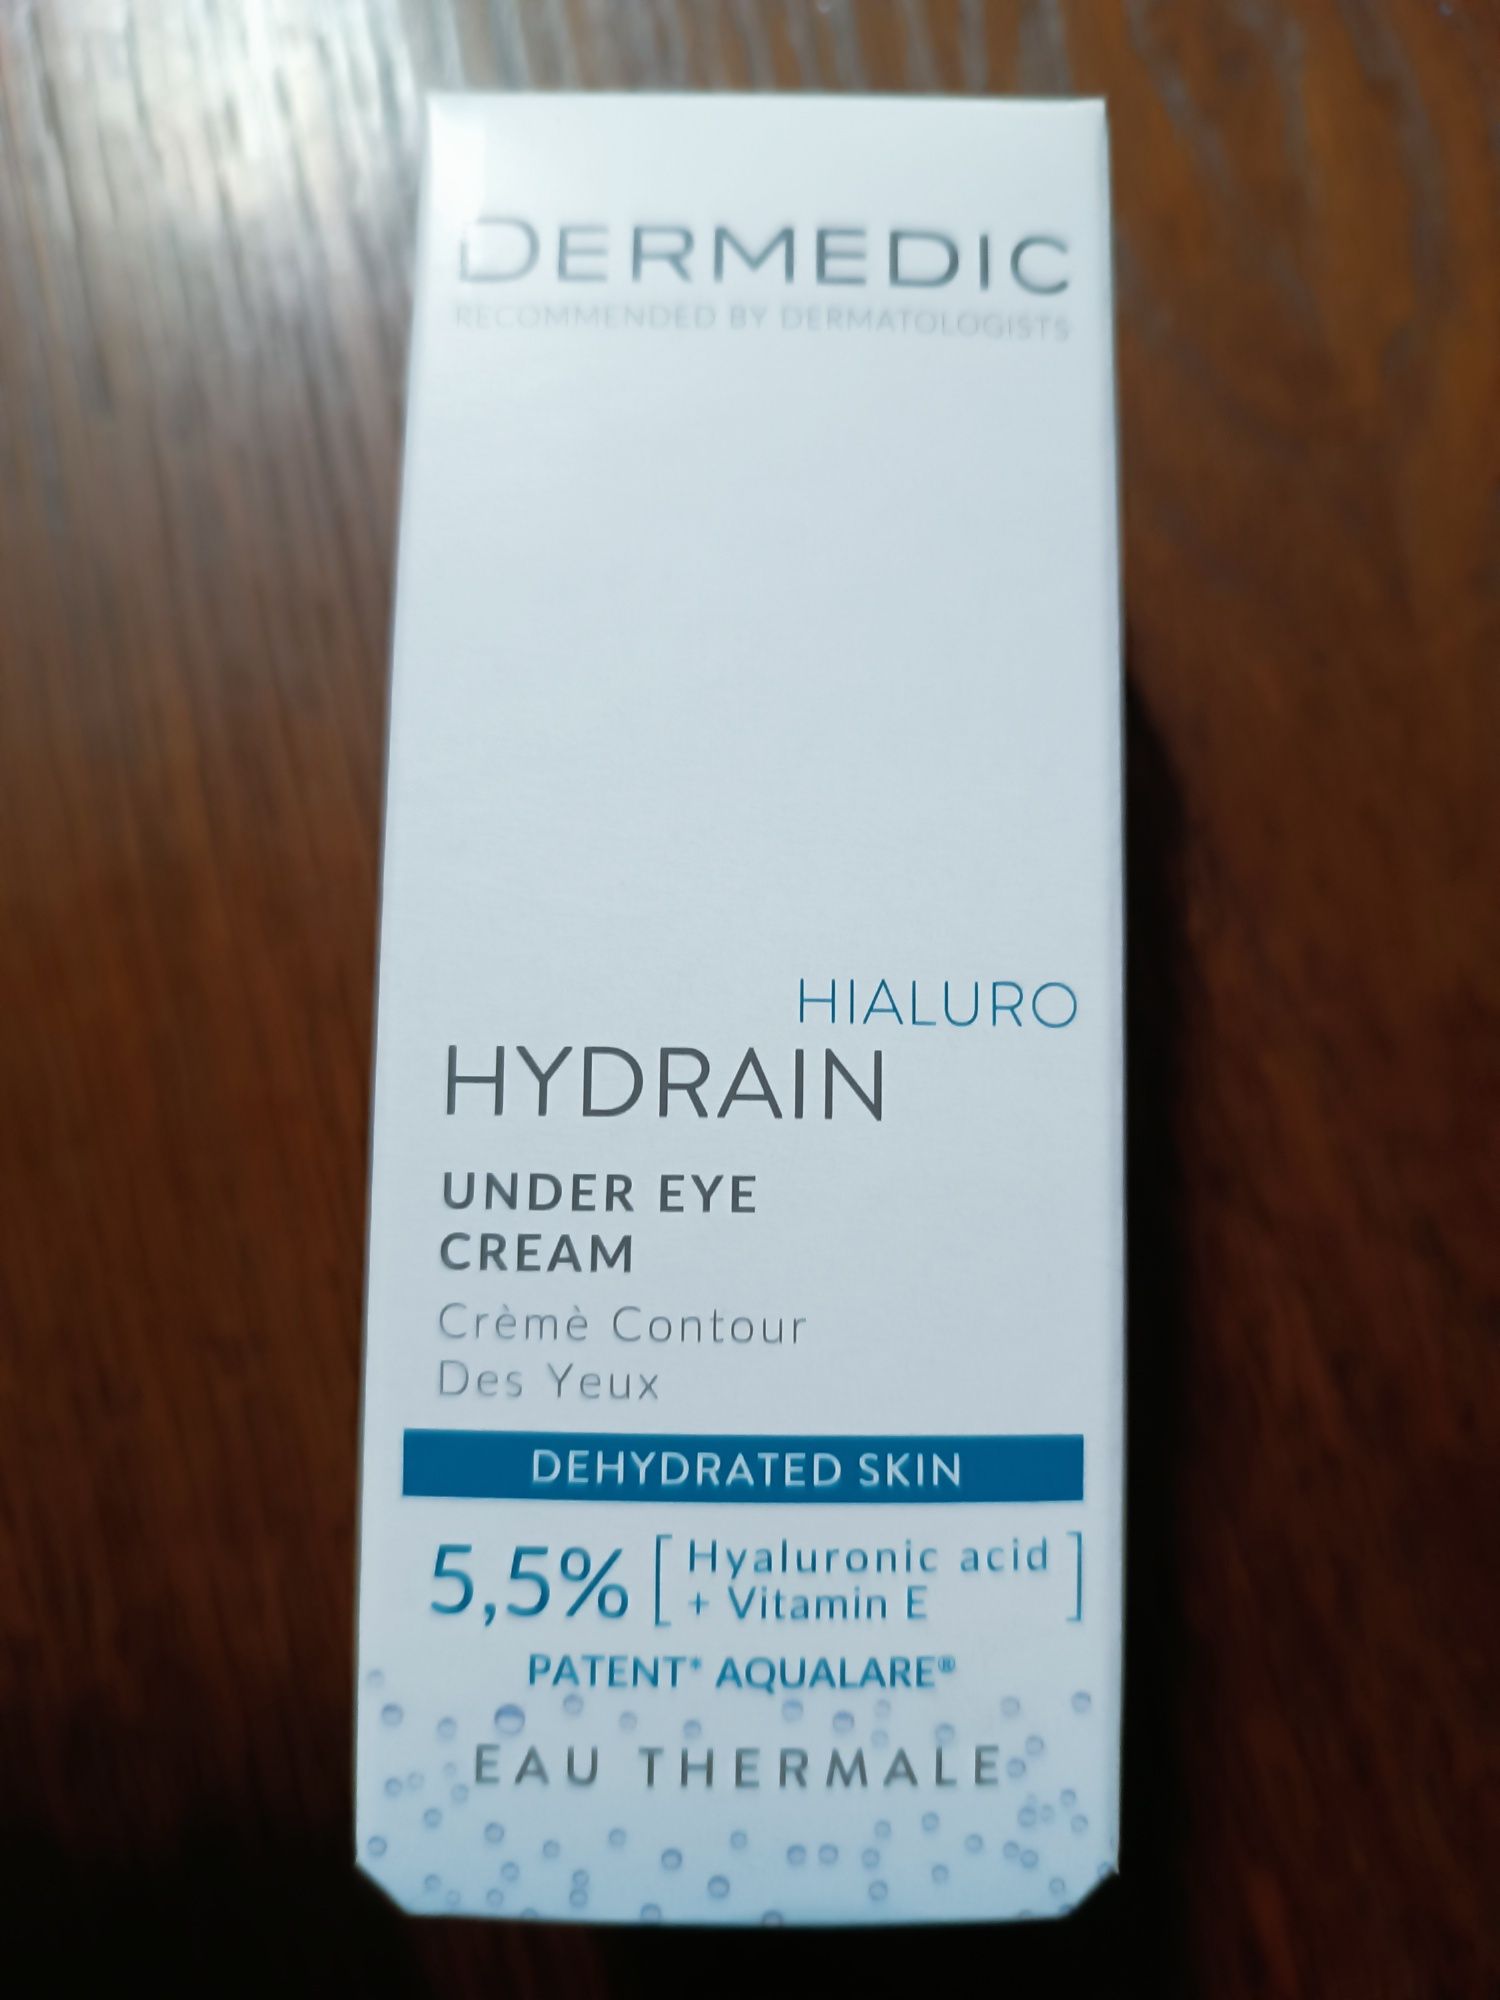 DERMEDIC
RECOMMENDED BY DERMATOLOGISTS
HIALURO
HYDRAIN
UNDER EYE
CREAM
Crèmè Contour
Des Yeux
DEHYDRATED SKIN
5,5% [Hyaluronic acid
+ Vitamin E]
PATENT* AQUALARE®
EAU THERMALE